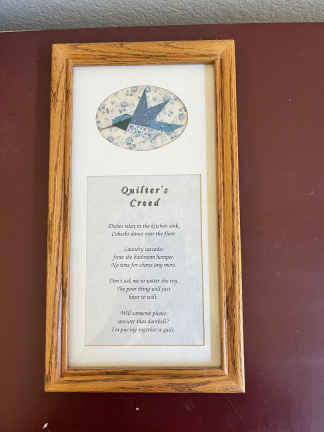 Quilter's
Creed
Dishes relax in the kitchen sink,
Cobwebs dance over the floor.
Laundry cascades
from the bathroom hamper,
No time for chores any more.
Don't ask me to water the ivy,
The poor thing will just
have to wilt.
Will someone please
answer that doorbell?
I'm piecing together a quilt.